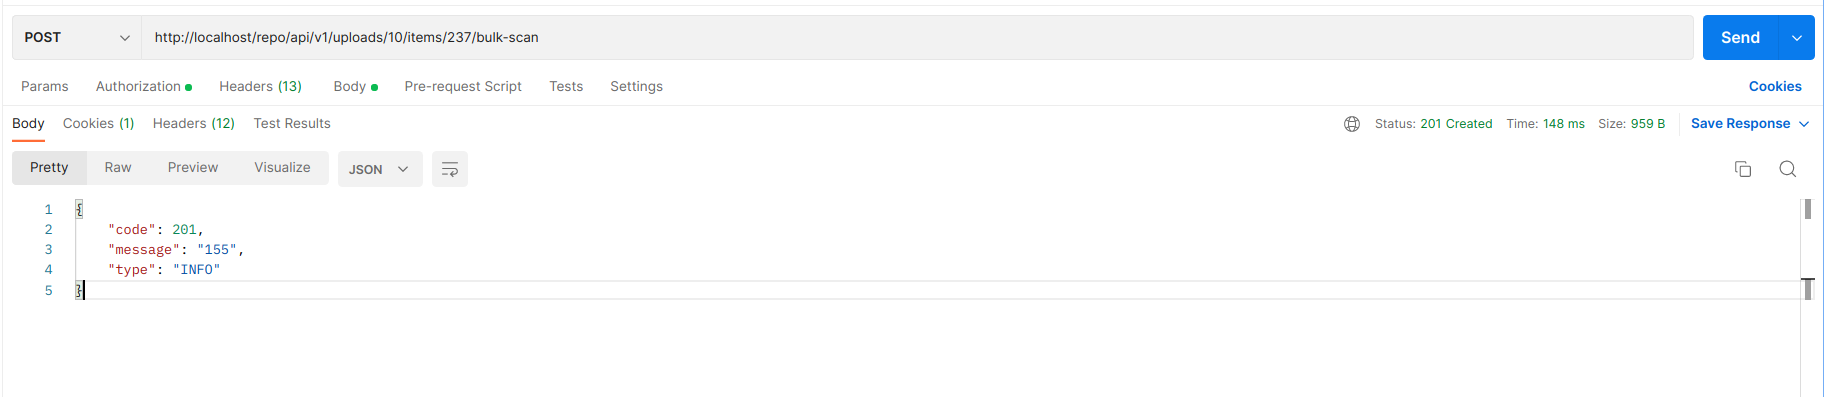 POST http://localhost/repo/api/v1/uploads/10/items/237/bulk-scan Send
Params Authorization Headers (13) Body Pre-request Script Tests Settings Cookies
Body Cookies (1) Headers (12) Test Results Status: 201 Created Time: 148 ms Size: 959 B Save Response
Pretty Raw Preview Visualize JSON
1 {
2 "code": 201,
3 "message": "155",
4 "type": "INFO"
5 }